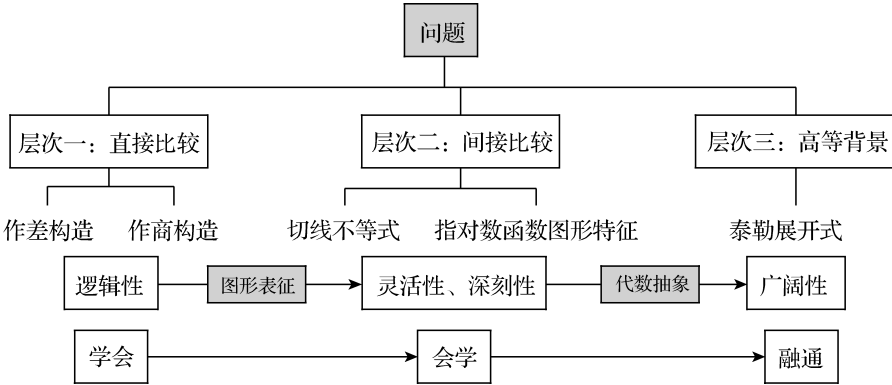 问题
层次一：直接比较
层次二：间接比较
层次三：高等背景
作差构造
作商构造
切线不等式
指对数函数图形特征
泰勒展开式
逻辑性
图形表征
灵活性、深刻性
代数抽象
广阔性
学会
会学
融通